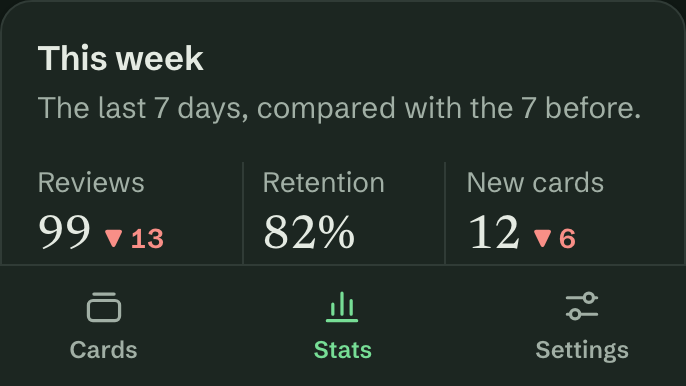 This week
The last 7 days, compared with the 7 before.
Reviews Retention New cards
99 ▼ 13 82% 12 ▼ 6
Cards Stats Settings